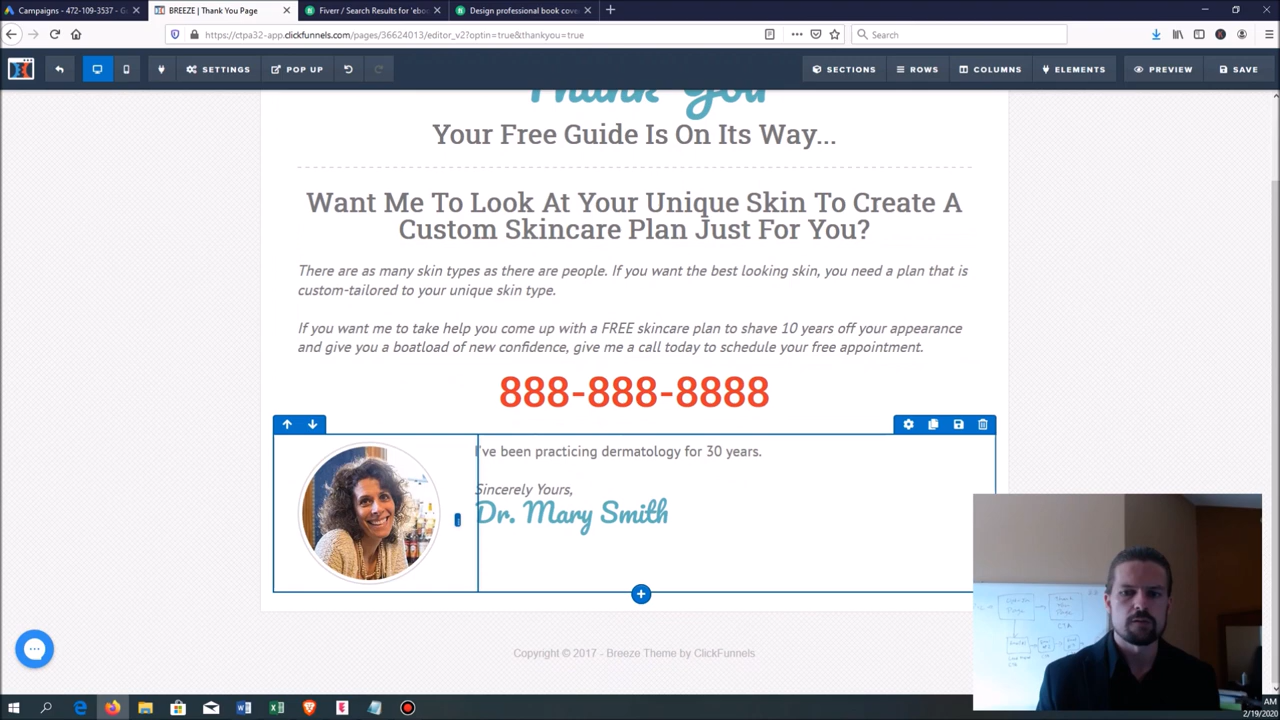 Campaigns - 472-109-3537 - G
BREEZE | Thank You Page
Fiverr / Search Results for 'ebo
Design professional book cove
https://ctpa32-app.clickfunnels.com/pages/36624013/editor_v2?optin=true&thankyou=true
Search
SETTINGS
POP UP
SECTIONS
ROWS
COLUMNS
ELEMENTS
PREVIEW
SAVE
Thank You
Your Free Guide Is On Its Way...
Want Me To Look At Your Unique Skin To Create A
Custom Skincare Plan Just For You?
There are as many skin types as there are people. If you want the best looking skin, you need a plan that is
custom-tailored to your unique skin type.
If you want me to take help you come up with a FREE skincare plan to shave 10 years off your appearance
and give you a boatload of new confidence, give me a call today to schedule your free appointment.
888-888-8888
I've been practicing dermatology for 30 years.
Sincerely Yours,
Dr. Mary Smith
Copyright © 2017 - Breeze Theme by ClickFunnels
AM
2/19/2020